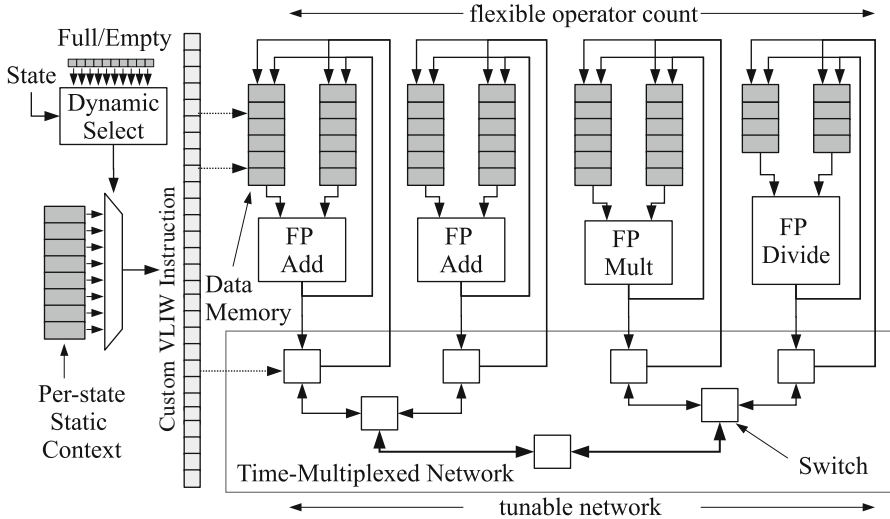 flexible operator count
Full/Empty
State
Dynamic
Select
Custom VLIW Instruction
FP
Add
FP
Add
FP
Mult
FP
Divide
Data
Memory
Per-state
Static
Context
Time-Multiplexed Network
Switch
tunable network